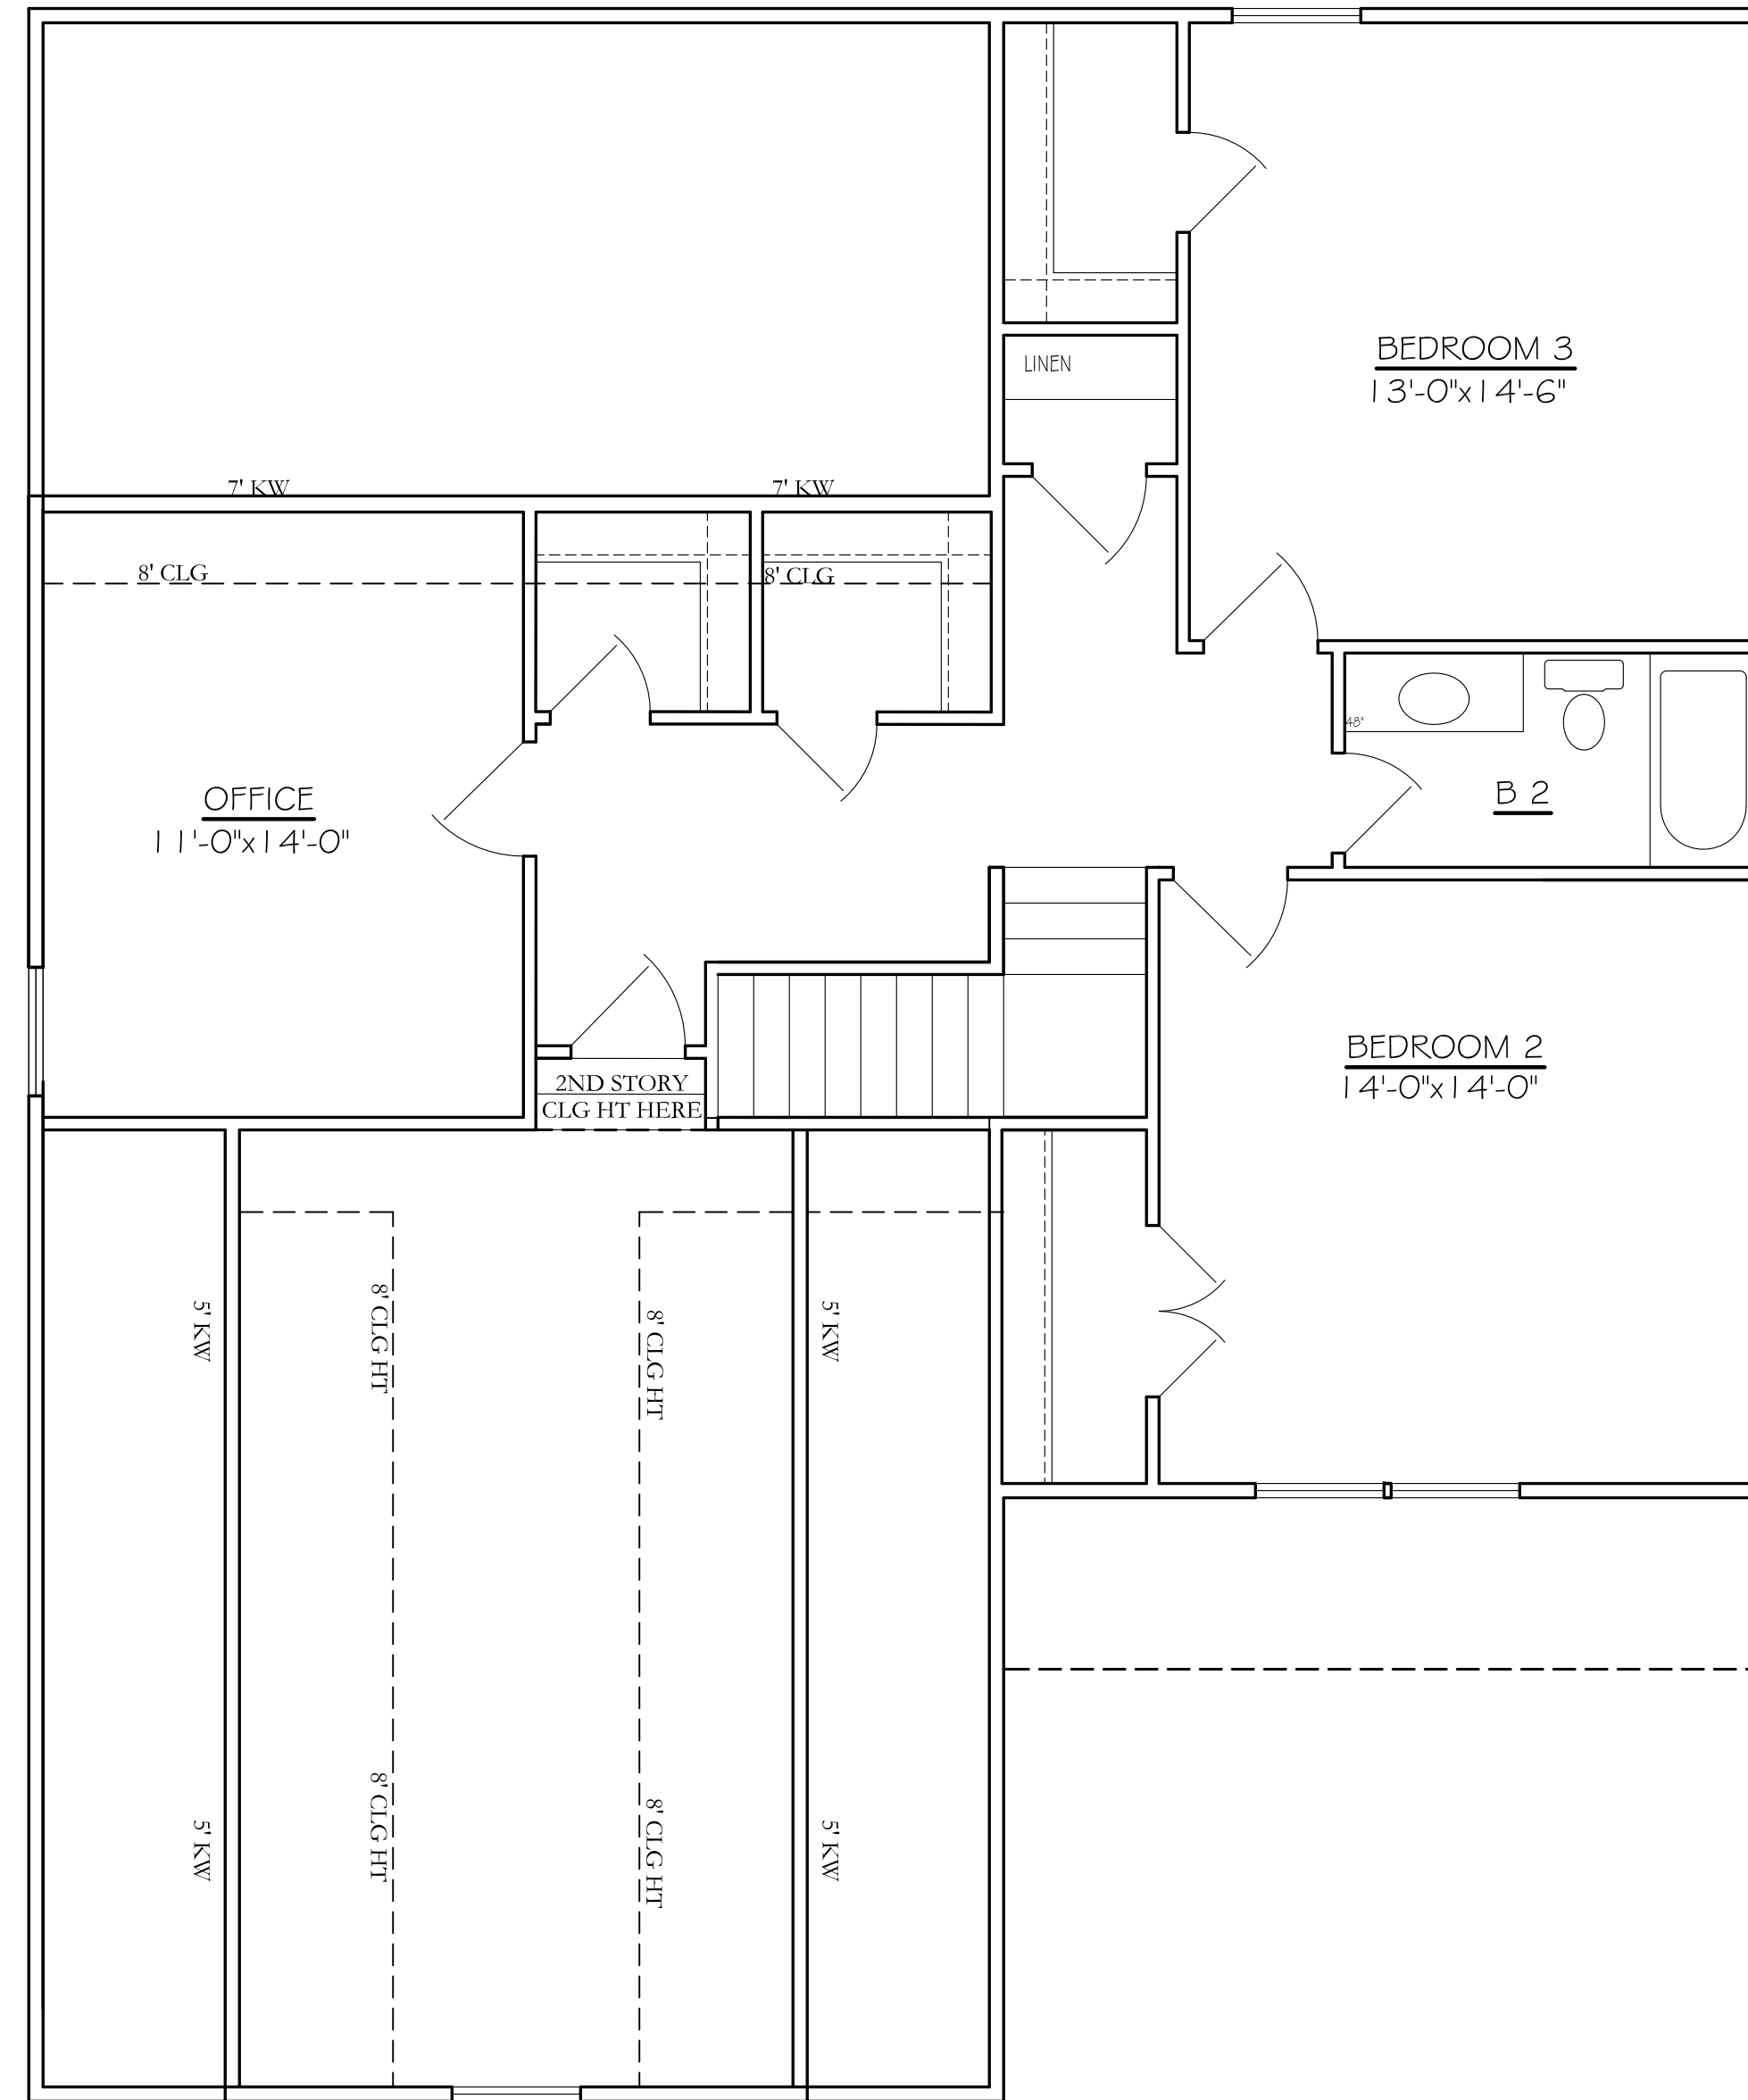 BEDROOM 3
13'-0"x14'-6"
LINEN
7' KW
7' KW
8' CLG
8' CLG
48"
OFFICE
11'-0"x14'-0"
B 2
BEDROOM 2
14'-0"x14'-0"
2ND STORY
CLG HT HERE
5' KW
8' CLG HT
8' CLG HT
5' KW
5' KW
8' CLG HT
8' CLG HT
5' KW